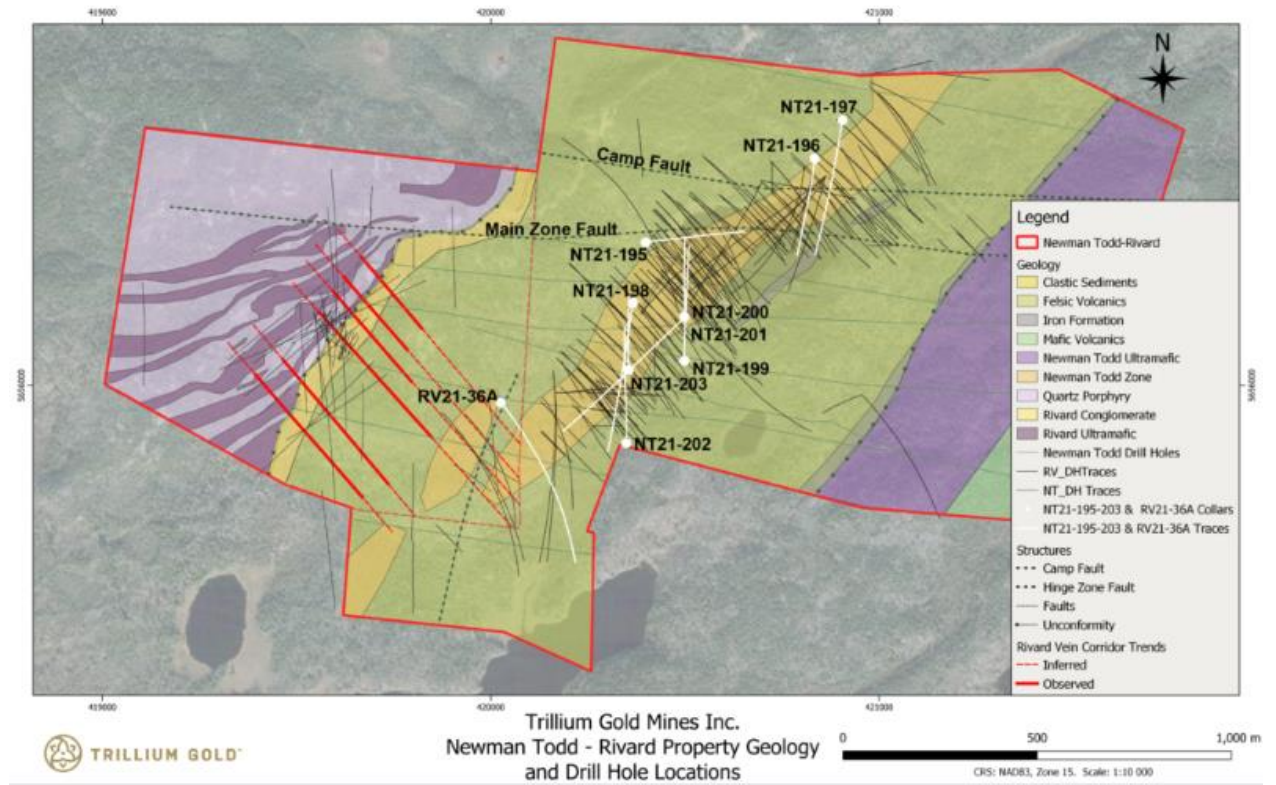 419000
420000
421000
N
NT21-197
NT21-196
Camp Fault
Main Zone Fault
NT21-195
NT21-198
NT21-200
NT21-201
NT21-199
NT21-203
RV21-36A
NT21-202
5656000
5656000
Legend
Newman Todd-Rivard
Geology
Clastic Sediments
Felsic Volcanics
Iron Formation
Mafic Volcanics
Newman Todd Ultramafic
Newman Todd Zone
Quartz Porphyry
Rivard Conglomerate
Rivard Ultramafic
Newman Todd Drill Holes
RV_DHTraces
NT_DH Traces
NT21-195-203 & RV21-36A Collars
NT21-195-203 & RV21-36A Traces
Structures
Camp Fault
Hinge Zone Fault
Faults
Unconformity
Rivard Vein Corridor Trends
Inferred
Observed
419000
420000
421000
TRILLIUM GOLD
Trillium Gold Mines Inc.
Newman Todd - Rivard Property Geology
and Drill Hole Locations
0 500 1,000 m
CRS: NAD83, Zone 15. Scale: 1:10 000